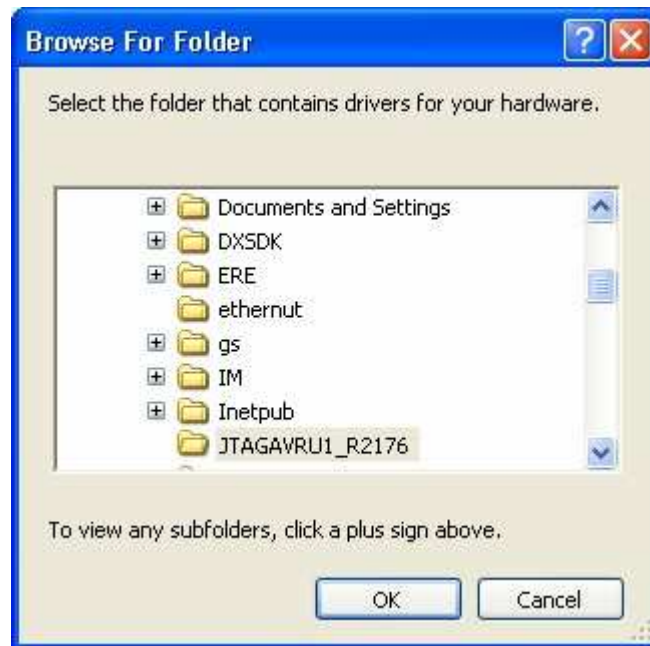 Browse For Folder
Select the folder that contains drivers for your hardware.
Documents and Settings
DXSDK
ERE
ethernut
gs
IM
Inetpub
JTAGAVRU1_R2176
To view any subfolders, click a plus sign above.
OK
Cancel